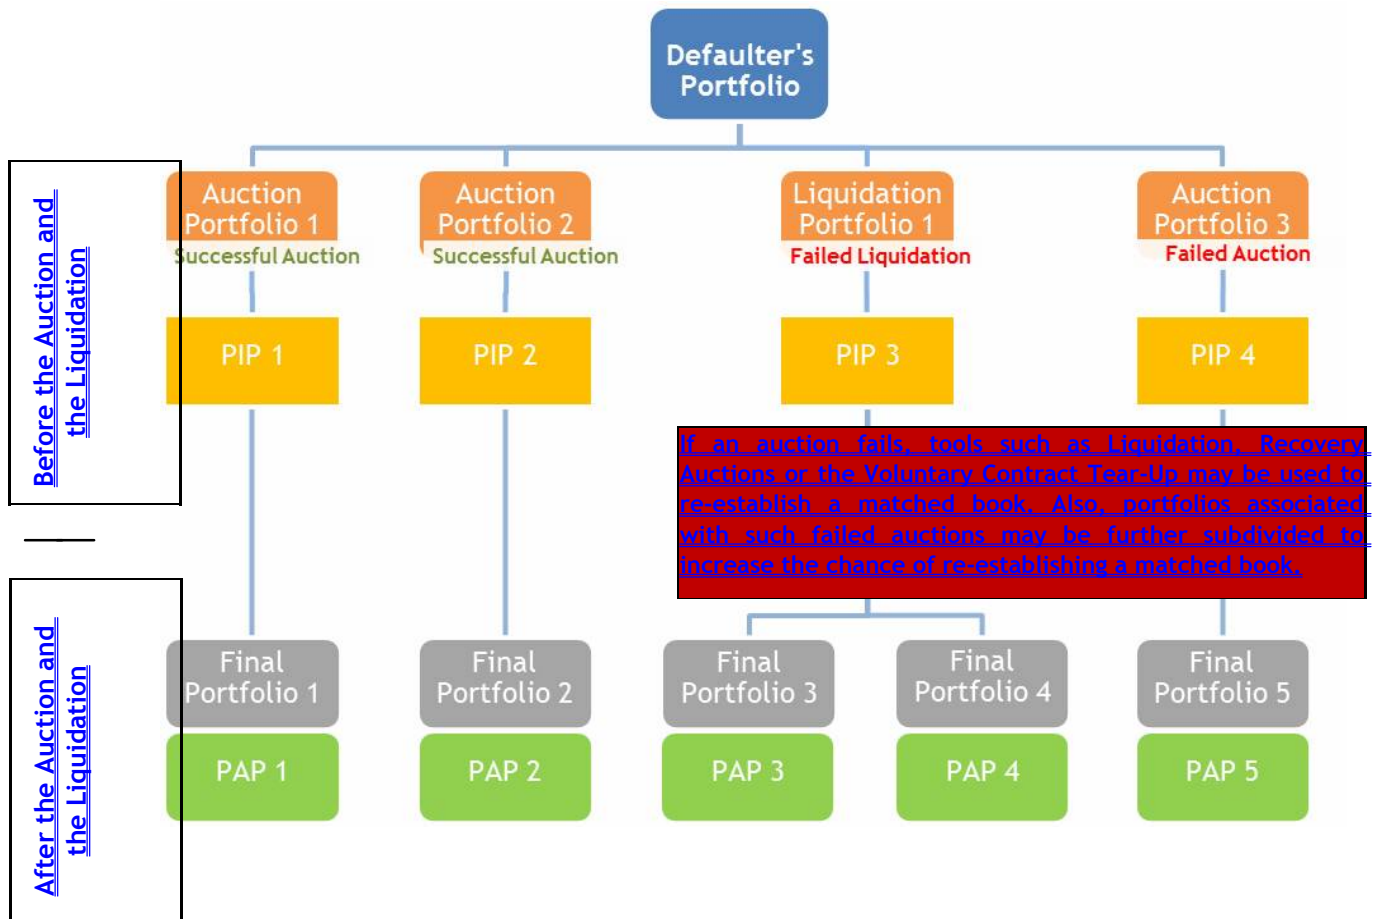 Defaulter's
Portfolio
Before the Auction and
the Liquidation
Auction
Portfolio 1
Successful Auction
Auction
Portfolio 2
Successful Auction
Liquidation
Portfolio 1
Failed Liquidation
Auction
Portfolio 3
Failed Auction
PIP 1
PIP 2
PIP 3
PIP 4
If an auction fails, tools such as Liquidation, Recovery
Auctions or the Voluntary Contract Tear-Up may be used to
re-establish a matched book. Also, portfolios associated
with such failed auctions may be further subdivided to
increase the chance of re-establishing a matched book.
After the Auction and
the Liquidation
Final
Portfolio 1
Final
Portfolio 2
Final
Portfolio 3
Final
Portfolio 4
Final
Portfolio 5
PAP 1
PAP 2
PAP 3
PAP 4
PAP 5